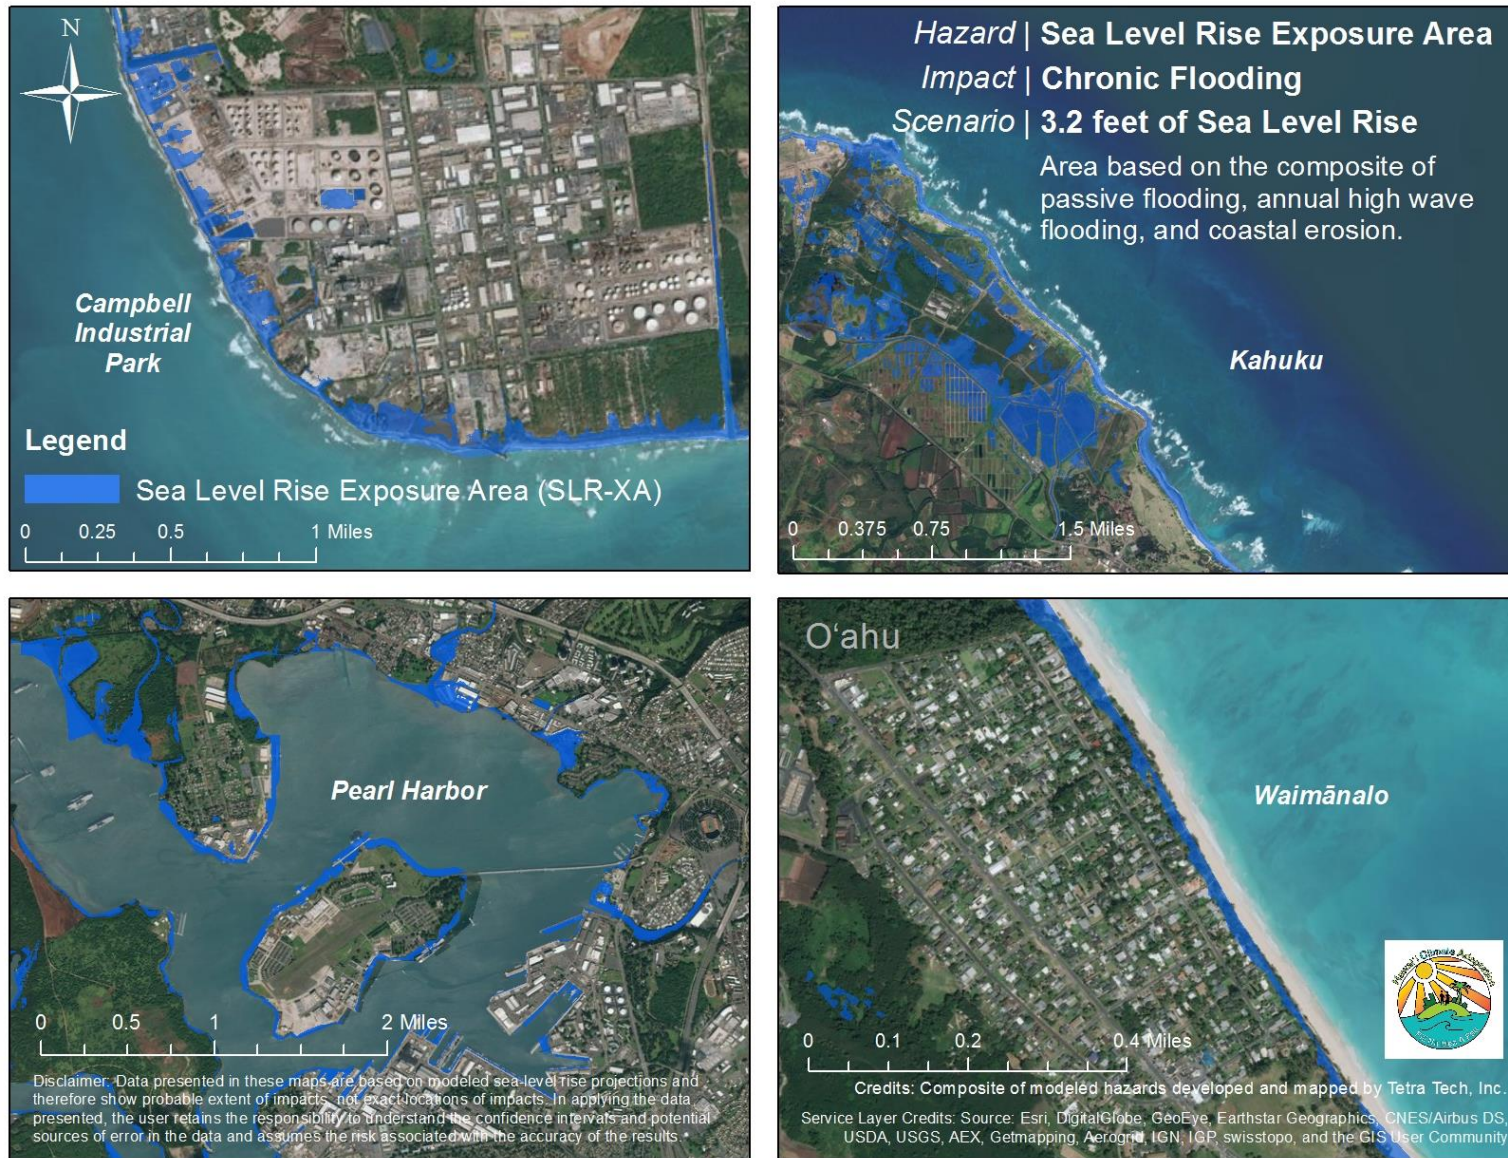 N
Campbell
Industrial
Park
Legend
Sea Level Rise Exposure Area (SLR-XA)
0 0.25 0.5 1 Miles
Hazard | Sea Level Rise Exposure Area
Impact | Chronic Flooding
Scenario | 3.2 feet of Sea Level Rise
Area based on the composite of
passive flooding, annual high wave
flooding, and coastal erosion.
Kahuku
0 0.375 0.75 1.5 Miles
Pearl Harbor
0 0.5 1 2 Miles
Disclaimer: Data presented in these maps are based on modeled sea-level rise projections and
therefore show probable extent of impacts, not exact locations of impacts. In applying the data
presented, the user retains the responsibility to understand the confidence intervals and potential
sources of error in the data and assumes the risk associated with the accuracy of the results.
Oʻahu
Waimānalo
0 0.1 0.2 0.4 Miles
Hawaiʻi Climate Adaptation
Credits: Composite of modeled hazards developed and mapped by Tetra Tech, Inc.
Service Layer Credits: Source: Esri, DigitalGlobe, GeoEye, Earthstar Geographics, CNES/Airbus DS,
USDA, USGS, AEX, Getmapping, Aerogrid, IGN, IGP, swisstopo, and the GIS User Community